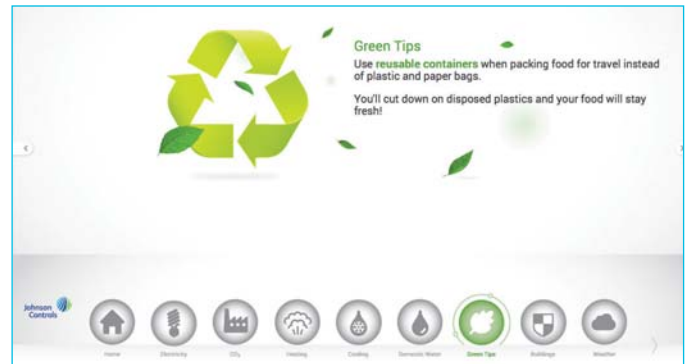 Green Tips
Use reusable containers when packing food for travel instead
of plastic and paper bags.
You'll cut down on disposed plastics and your food will stay
fresh!
Johnson
Controls
Home
Electricity
CO₂
Heating
Cooling
Domestic Water
Green Tips
Buildings
Weather